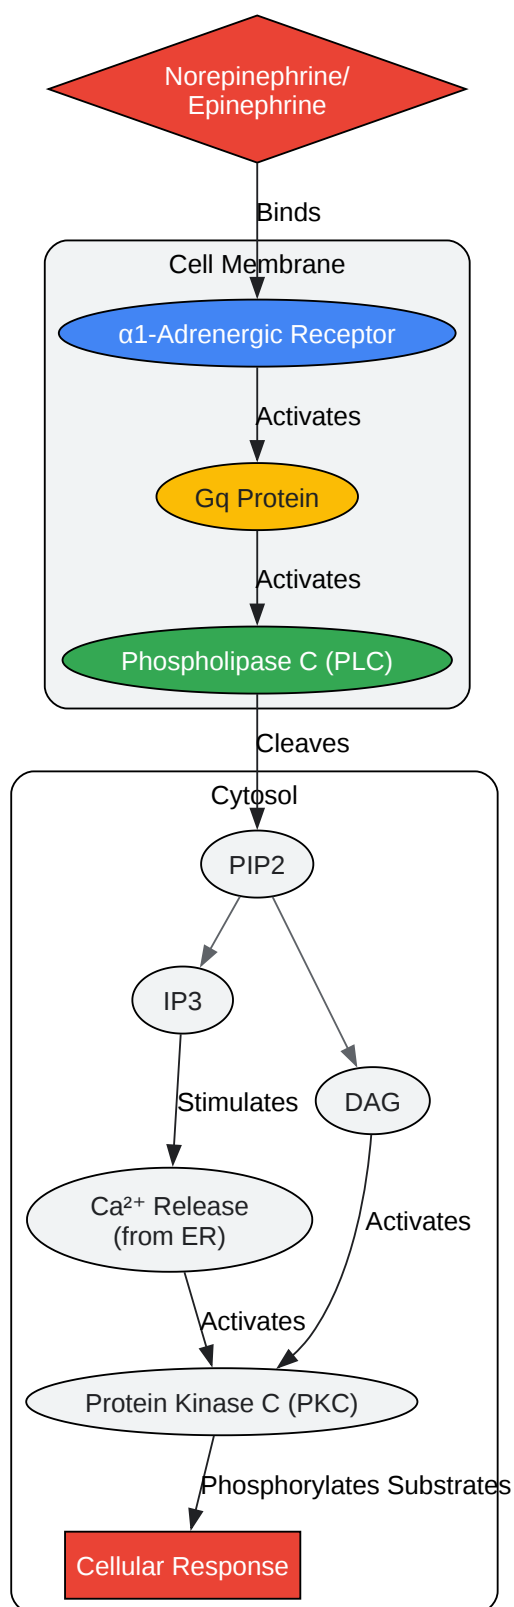 Norepinephrine/
Epinephrine
Binds
Cell Membrane
α1-Adrenergic Receptor
Activates
Gq Protein
Activates
Phospholipase C (PLC)
Cleaves
Cytosol
PIP2
IP3
DAG
Stimulates
Ca²⁺ Release
(from ER)
Activates
Activates
Protein Kinase C (PKC)
Phosphorylates Substrates
Cellular Response